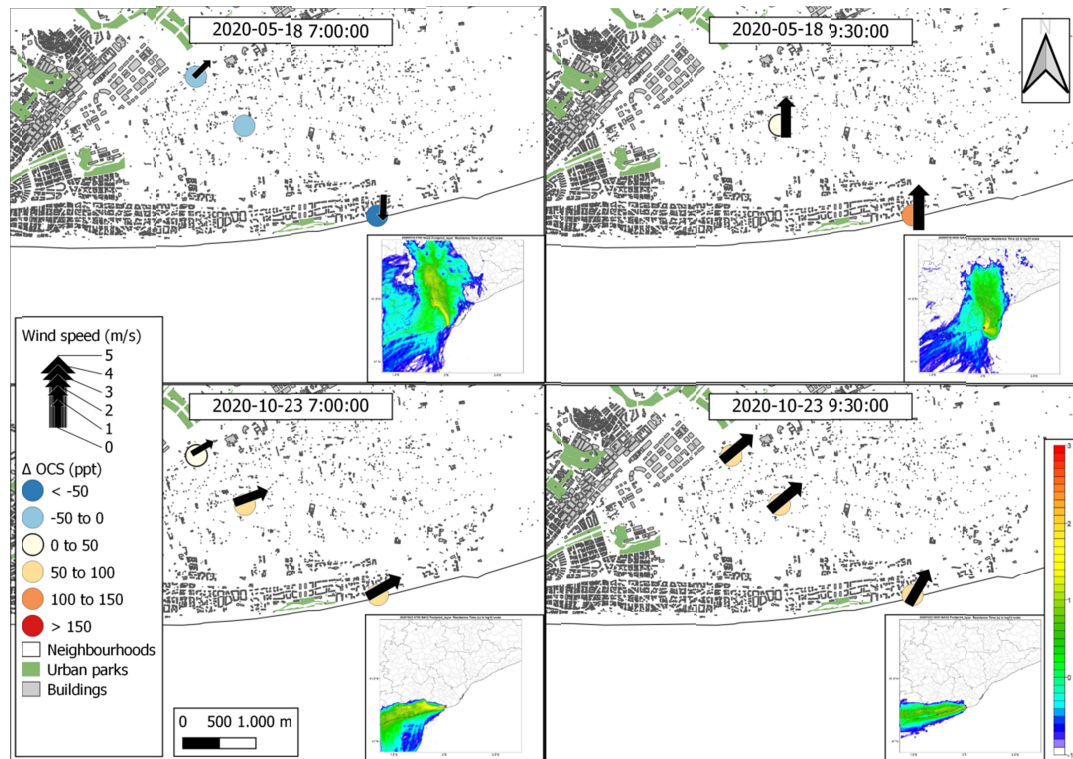 2020-05-18 7:00:00
2020-05-18 9:30:00
N
Wind speed (m/s)
5
4
3
2
1
0
Δ OCS (ppt)
< -50
-50 to 0
0 to 50
50 to 100
100 to 150
> 150
Neighbourhoods
Urban parks
Buildings
2020-10-23 7:00:00
2020-10-23 9:30:00
0 500 1.000 m
3
2
1
0